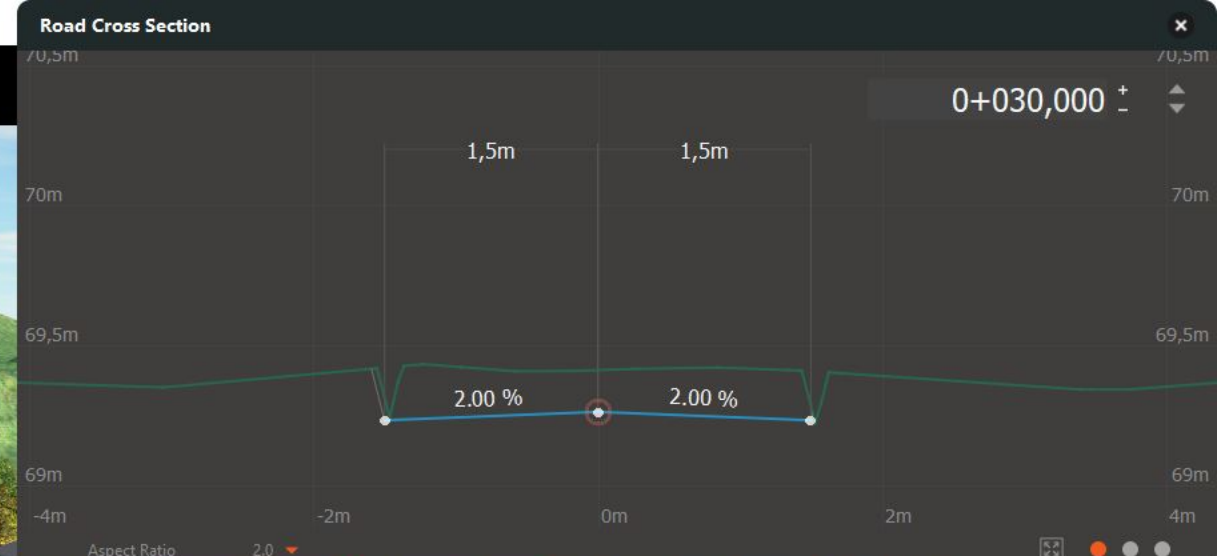 Road Cross Section
70,5m 70,5m
0+030,000 + −
1,5m 1,5m
70m 70m
69,5m 69,5m
2.00 % 2.00 %
69m 69m
-4m -2m 0m 2m 4m
Aspect Ratio 2.0